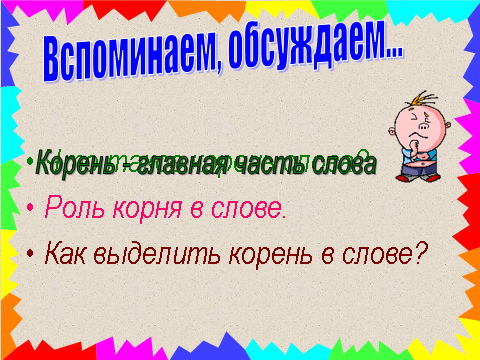 Вспоминаем, обсуждаем...
Корень - главная часть слова
• Роль корня в слове.
• Как выделить корень в слове?